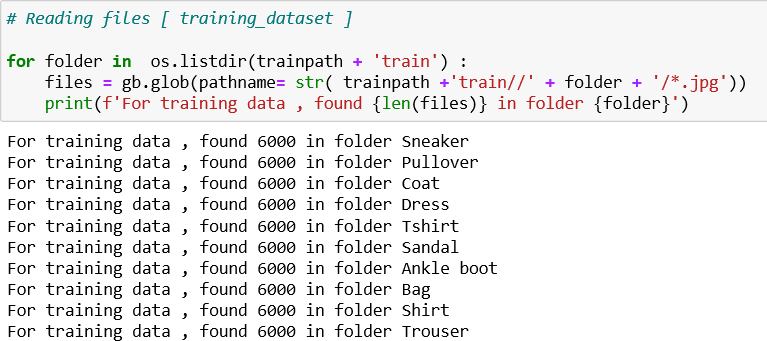 # Reading files [ training_dataset ]
for folder in  os.listdir(trainpath + 'train') :
    files = gb.glob(pathname= str( trainpath +'train//' + folder + '/*.jpg'))
    print(f'For training data , found {len(files)} in folder {folder}')
For training data , found 6000 in folder Sneaker
For training data , found 6000 in folder Pullover
For training data , found 6000 in folder Coat
For training data , found 6000 in folder Dress
For training data , found 6000 in folder Tshirt
For training data , found 6000 in folder Sandal
For training data , found 6000 in folder Ankle boot
For training data , found 6000 in folder Bag
For training data , found 6000 in folder Shirt
For training data , found 6000 in folder Trouser